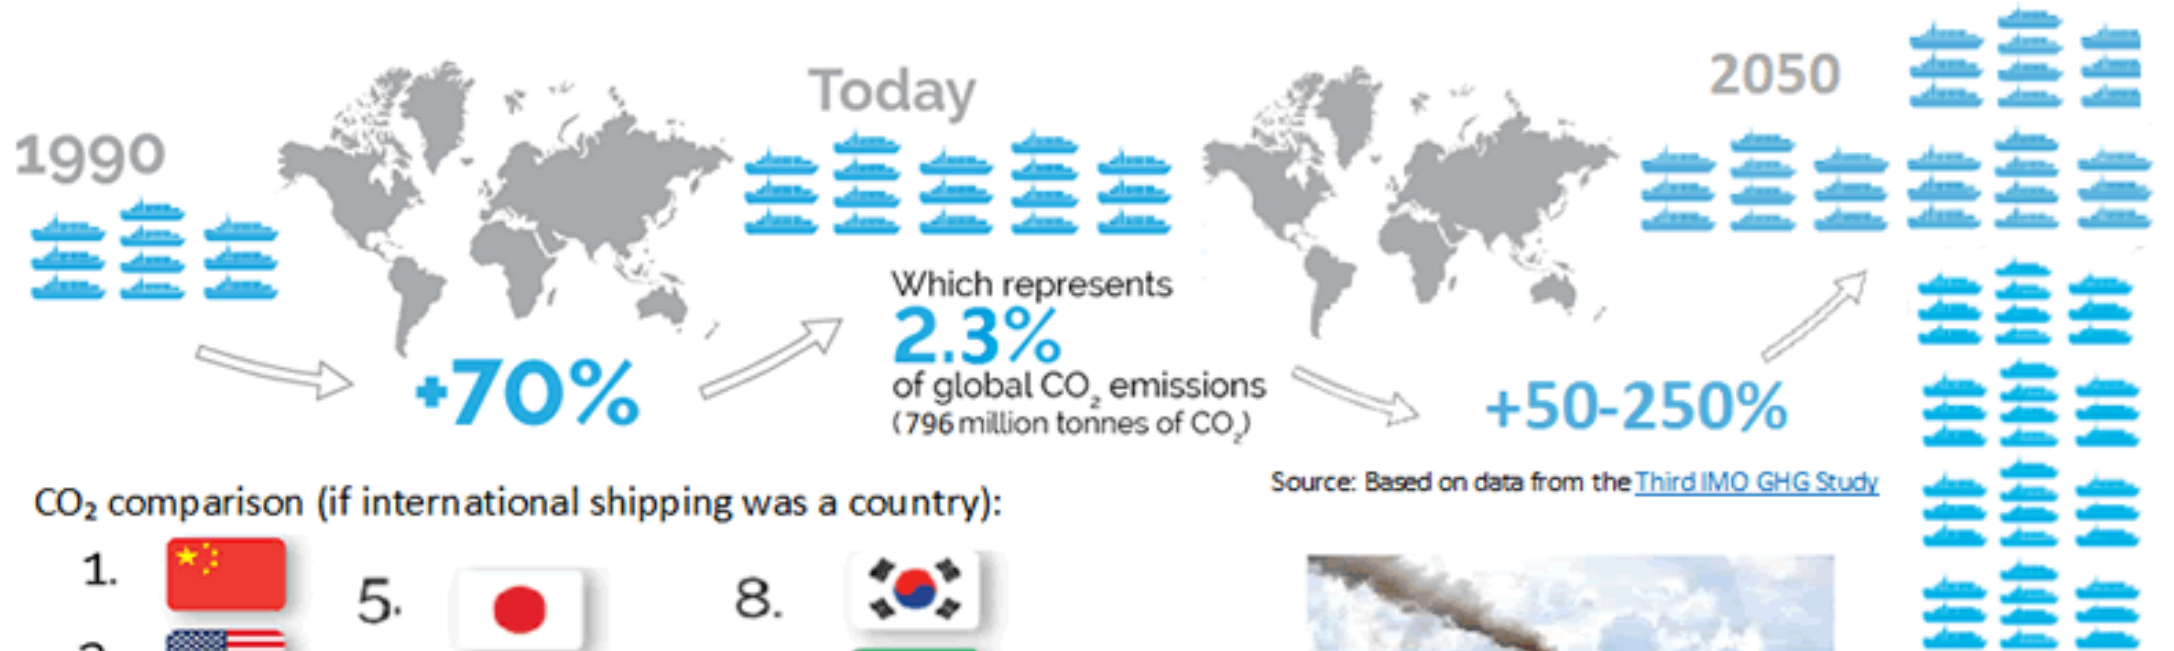 1990
Today
2050
+70%
Which represents
2.3%
of global CO₂ emissions
(796 million tonnes of CO₂)
+50-250%
Source: Based on data from the Third IMO GHG Study
CO₂ comparison (if international shipping was a country):
1.
5.
8.